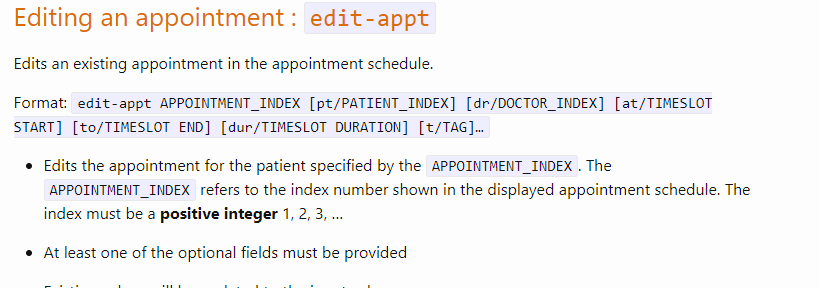 Editing an appointment : edit-appt
Edits an existing appointment in the appointment schedule.
Format: edit-appt APPOINTMENT_INDEX [pt/PATIENT_INDEX] [dr/DOCTOR_INDEX] [at/TIMESLOT
START] [to/TIMESLOT END] [dur/TIMESLOT DURATION] [t/TAG]…
• Edits the appointment for the patient specified by the APPOINTMENT_INDEX. The
APPOINTMENT_INDEX refers to the index number shown in the displayed appointment schedule. The
index must be a positive integer 1, 2, 3, …
• At least one of the optional fields must be provided